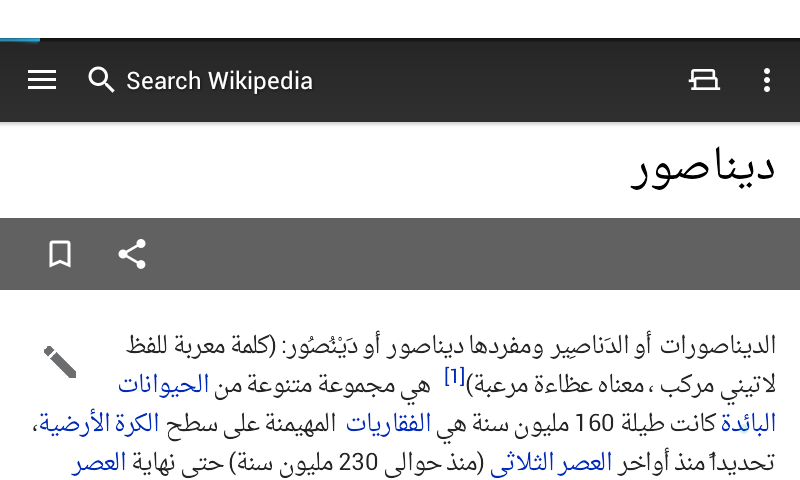 Search Wikipedia
ديناصور
الديناصورات أو الدَناصِير ومفردها ديناصور أو دَيْنُصُور: (كلمة معربة للفظ
لاتيني مركب ، معناه عظاءة مرعبة)[1] هي مجموعة متنوعة من الحيوانات
البائدة كانت طيلة 160 مليون سنة هي الفقاريات المهيمنة على سطح الكرة الأرضية،
تحديداً منذ أواخر العصر الثلاثى (منذ حوالى 230 مليون سنة) حتى نهاية العصر